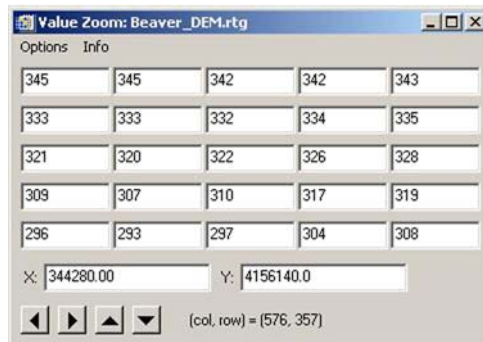 Value Zoom: Beaver_DEM.rtg
Options Info
345 345 342 342 343
333 333 332 334 335
321 320 322 326 328
309 307 310 317 319
296 293 297 304 308
X: 344280.00 Y: 4156140.0
(col, row) = (576, 357)